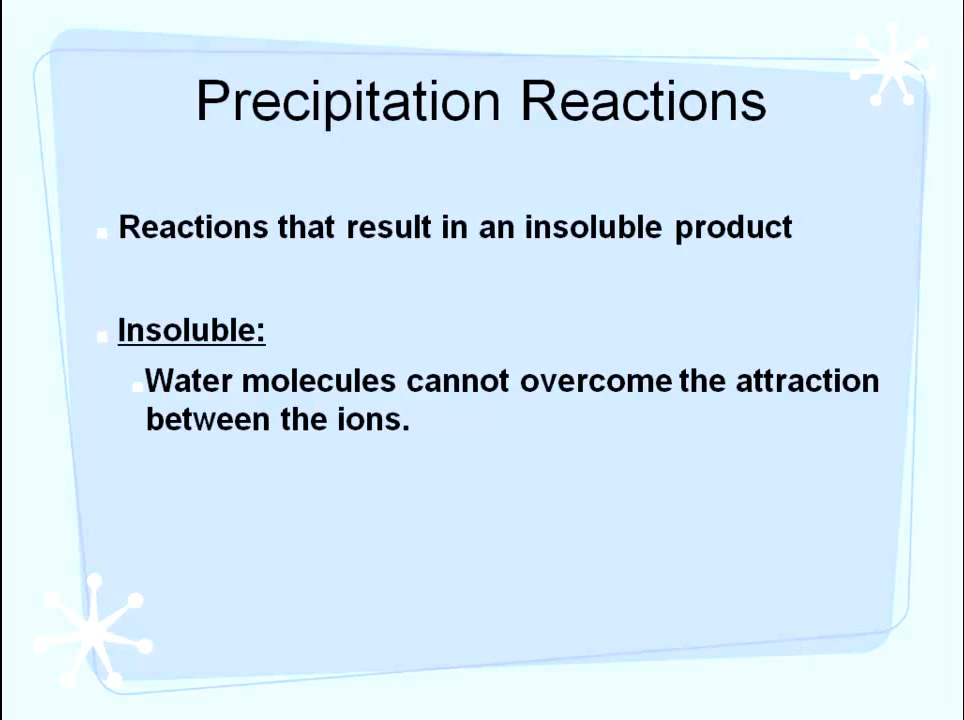 Precipitation Reactions
Reactions that result in an insoluble product
Insoluble:
Water molecules cannot overcome the attraction
between the ions.